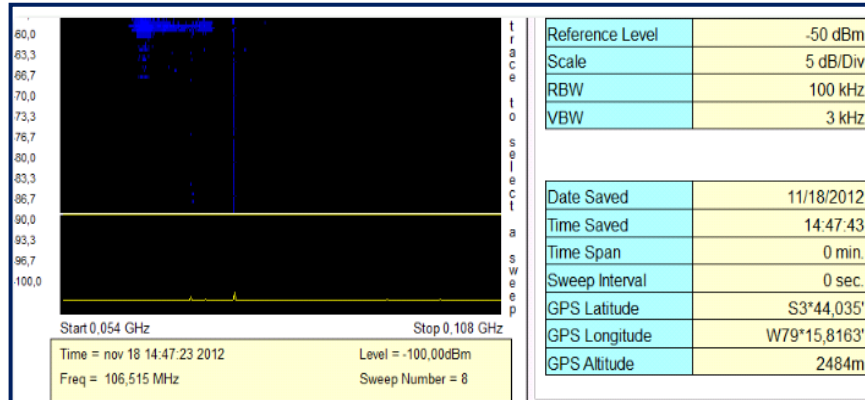 60,0
63,3
66,7
70,0
73,3
76,7
80,0
83,3
86,7
90,0
93,3
96,7
-100,0
trace to select a sweep
Start 0,054 GHz
Stop 0,108 GHz
Time = nov 18 14:47:23 2012
Level = -100,00dBm
Freq = 106,515 MHz
Sweep Number = 8
Reference Level -50 dBm
Scale 5 dB/Div
RBW 100 kHz
VBW 3 kHz
Date Saved 11/18/2012
Time Saved 14:47:43
Time Span 0 min.
Sweep Interval 0 sec.
GPS Latitude S3*44,035'
GPS Longitude W79*15,8163'
GPS Altitude 2484m